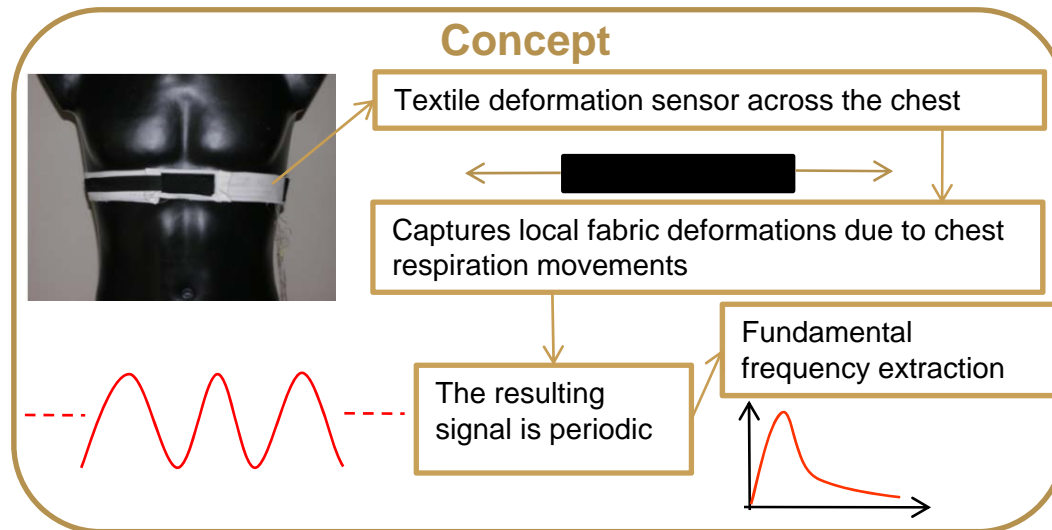 Concept
Textile deformation sensor across the chest
Captures local fabric deformations due to chest
respiration movements
Fundamental
frequency extraction
The resulting
signal is periodic